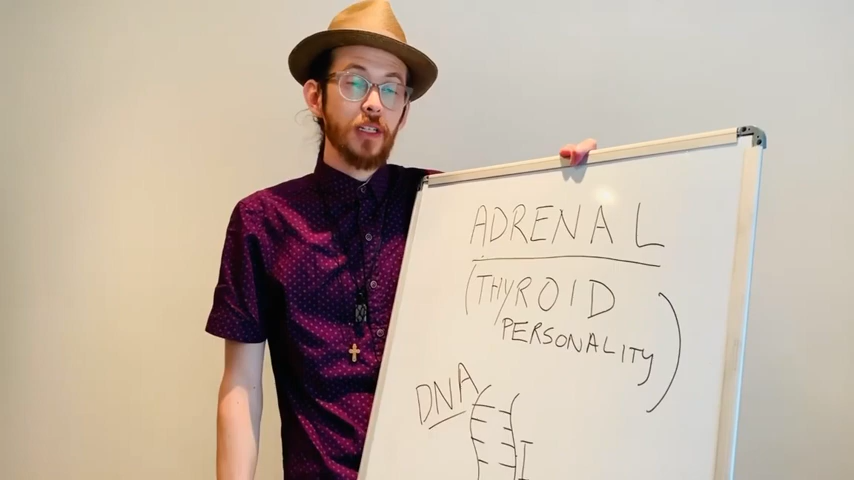 ADRENAL
(THYROID
PERSONALITY)
DNA
I